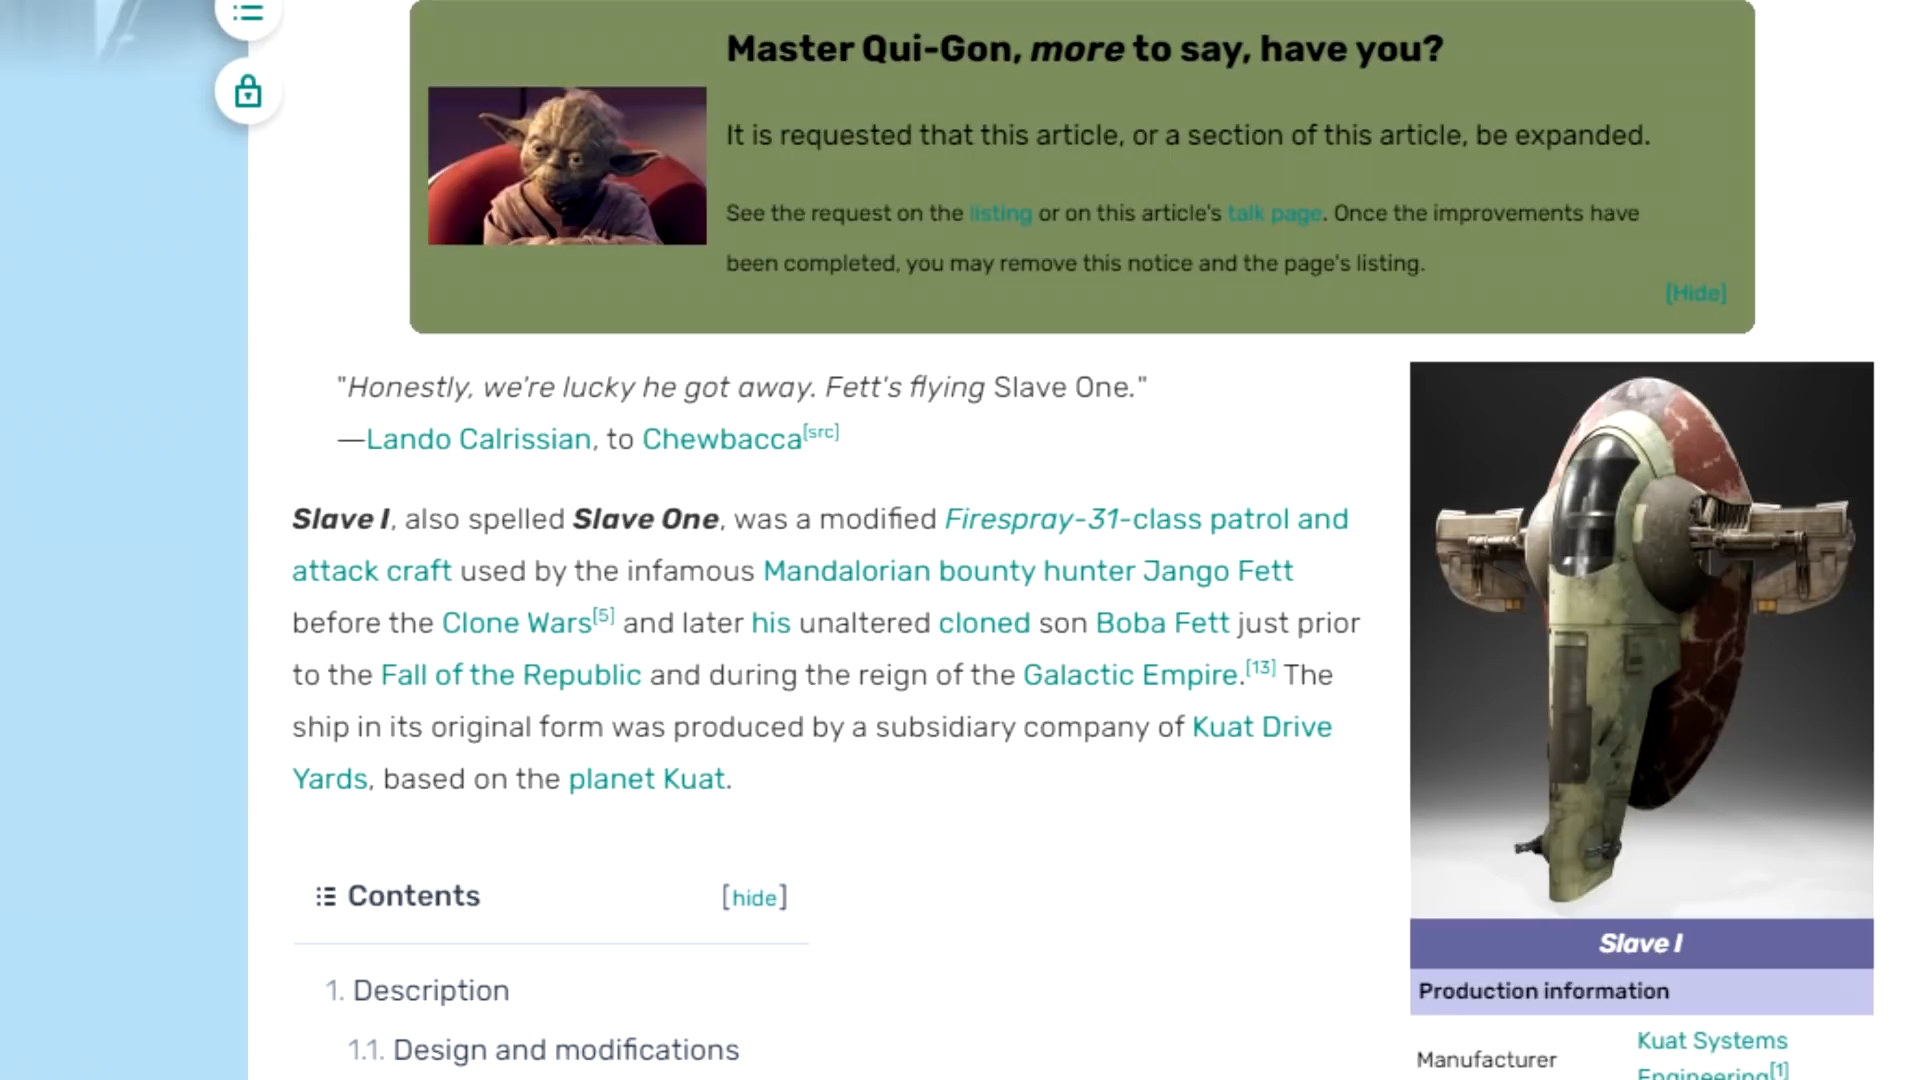 Master Qui-Gon, more to say, have you?
It is requested that this article, or a section of this article, be expanded.
See the request on the listing or on this article's talk page. Once the improvements have
been completed, you may remove this notice and the page's listing.
[Hide]
"Honestly, we're lucky he got away. Fett's flying Slave One."
—Lando Calrissian, to Chewbacca[src]
Slave I, also spelled Slave One, was a modified Firespray-31-class patrol and
attack craft used by the infamous Mandalorian bounty hunter Jango Fett
before the Clone Wars[5] and later his unaltered cloned son Boba Fett just prior
to the Fall of the Republic and during the reign of the Galactic Empire.[13] The
ship in its original form was produced by a subsidiary company of Kuat Drive
Yards, based on the planet Kuat.
Contents [hide]
1. Description
1.1. Design and modifications
Slave I
Production information
Manufacturer
Kuat Systems
Engineering[1]